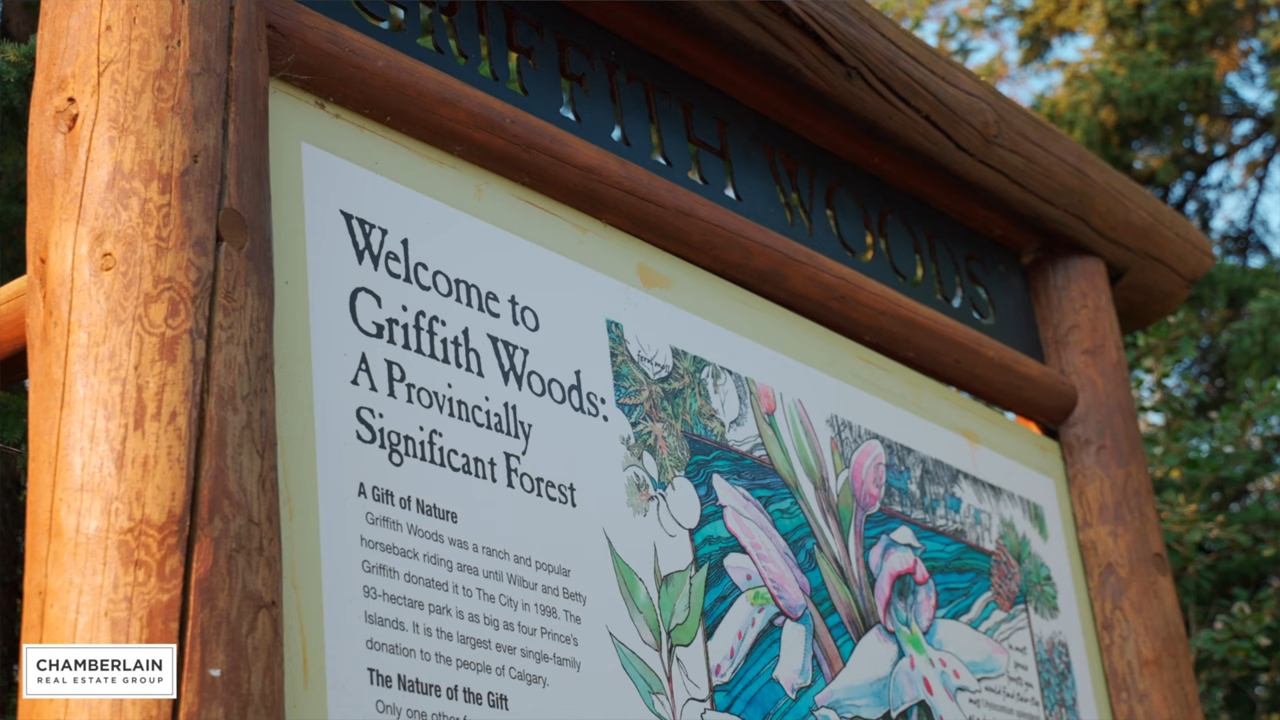 GRIFFITH WOODS
Welcome to
Griffith Woods:
A Provincially
Significant Forest
A Gift of Nature
Griffith Woods was a ranch and popular
horseback riding area until Wilbur and Betty
Griffith donated it to The City in 1998. The
93-hectare park is as big as four Prince's
Islands. It is the largest ever single-family
donation to the people of Calgary.
The Nature of the Gift
Only one other
CHAMBERLAIN
REAL ESTATE GROUP